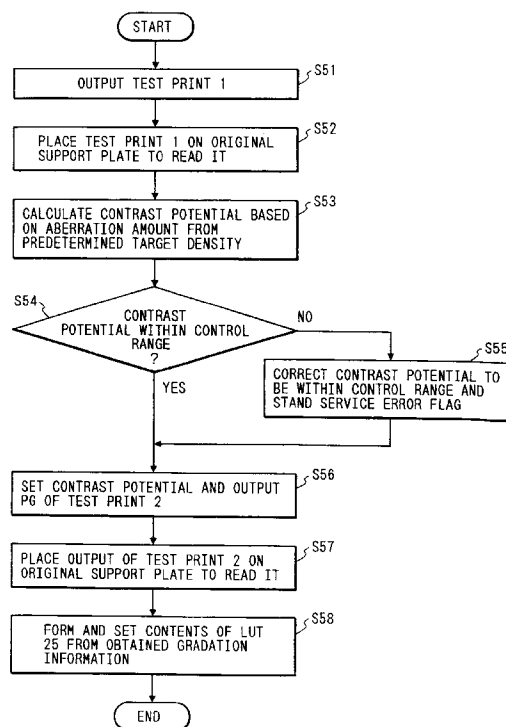 START
S51
OUTPUT TEST PRINT 1
S52
PLACE TEST PRINT 1 ON ORIGINAL
SUPPORT PLATE TO READ IT
S53
CALCULATE CONTRAST POTENTIAL BASED
ON ABERRATION AMOUNT FROM
PREDETERMINED TARGET DENSITY
S54
CONTRAST
POTENTIAL WITHIN CONTROL
RANGE
?
NO
YES
S55
CORRECT CONTRAST POTENTIAL TO
BE WITHIN CONTROL RANGE AND
STAND SERVICE ERROR FLAG
S56
SET CONTRAST POTENTIAL AND OUTPUT
PG OF TEST PRINT 2
S57
PLACE OUTPUT OF TEST PRINT 2 ON
ORIGINAL SUPPORT PLATE TO READ IT
S58
FORM AND SET CONTENTS OF LUT
25 FROM OBTAINED GRADATION
INFORMATION
END